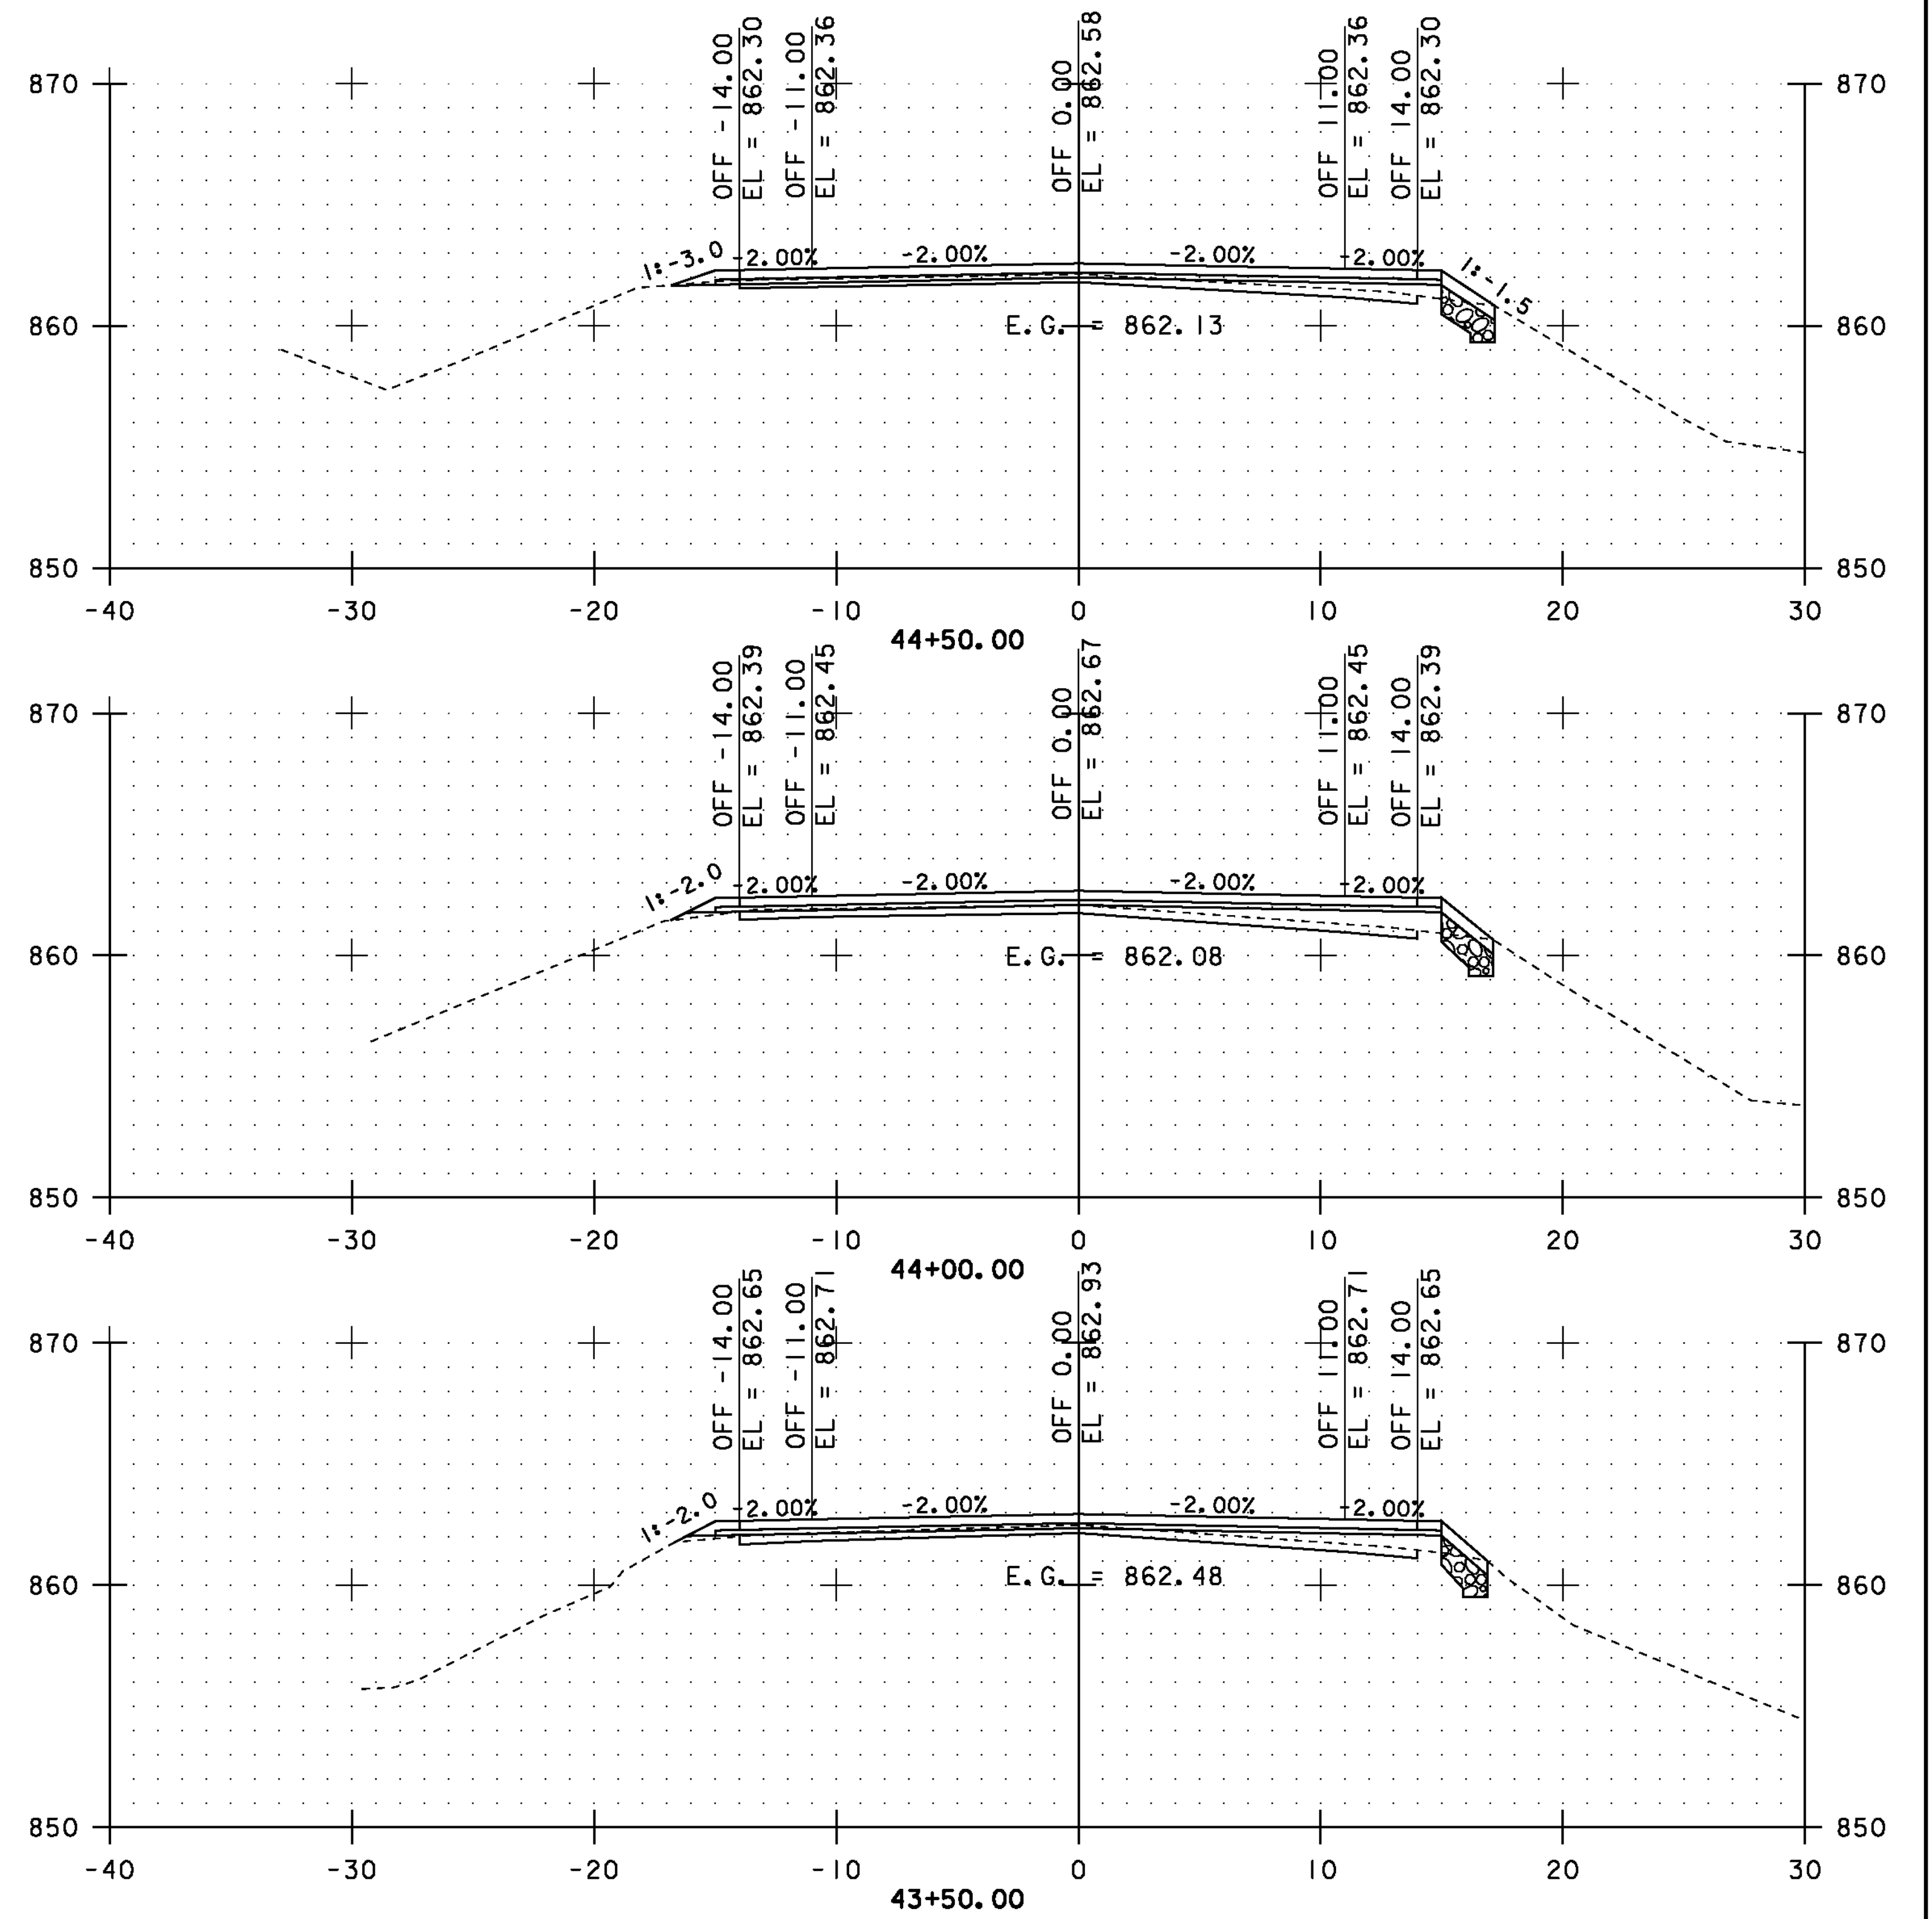 OFF -14.00
EL = 862.30
OFF -11.00
EL = 862.36
OFF 0.00
EL = 862.58
OFF 11.00
EL = 862.36
OFF 14.00
EL = 862.30
870
870
1:-3.0
-2.00%
-2.00%
-2.00%
-2.00%
1:-1.5
860
E.G. = 862.13
860
850
850
-40
-30
-20
-10
0
10
20
30
44+50.00
OFF -14.00
EL = 862.39
OFF -11.00
EL = 862.45
OFF 0.00
EL = 862.67
OFF 11.00
EL = 862.45
OFF 14.00
EL = 862.39
870
870
1:-2.0
-2.00%
-2.00%
-2.00%
-2.00%
860
E.G. = 862.08
860
850
850
-40
-30
-20
-10
0
10
20
30
44+00.00
OFF -14.00
EL = 862.65
OFF -11.00
EL = 862.71
OFF 0.00
EL = 862.93
OFF 11.00
EL = 862.71
OFF 14.00
EL = 862.65
870
870
1:-2.0
-2.00%
-2.00%
-2.00%
-2.00%
860
E.G. = 862.48
860
850
850
-40
-30
-20
-10
0
10
20
30
43+50.00